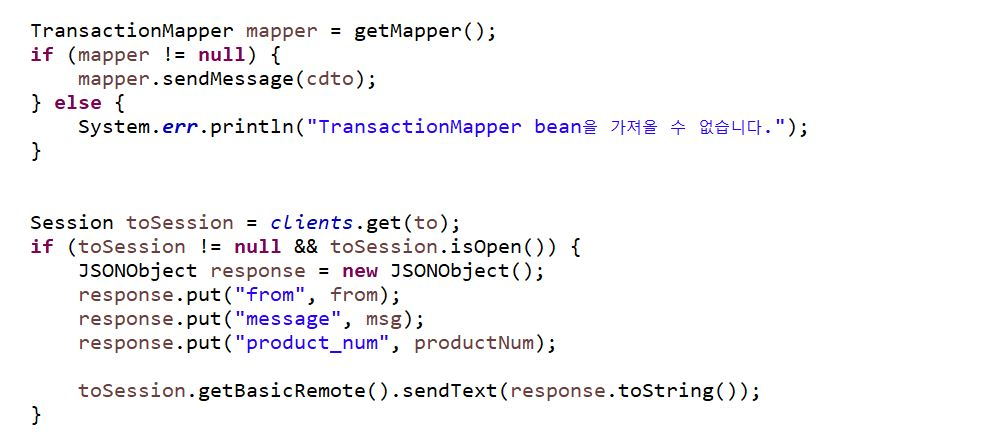 TransactionMapper mapper = getMapper();
if (mapper != null) {
    mapper.sendMessage(cdto);
} else {
    System.err.println("TransactionMapper bean을 가져올 수 없습니다.");
}
Session toSession = clients.get(to);
if (toSession != null && toSession.isOpen()) {
    JSONObject response = new JSONObject();
    response.put("from", from);
    response.put("message", msg);
    response.put("product_num", productNum);
    toSession.getBasicRemote().sendText(response.toString());
}